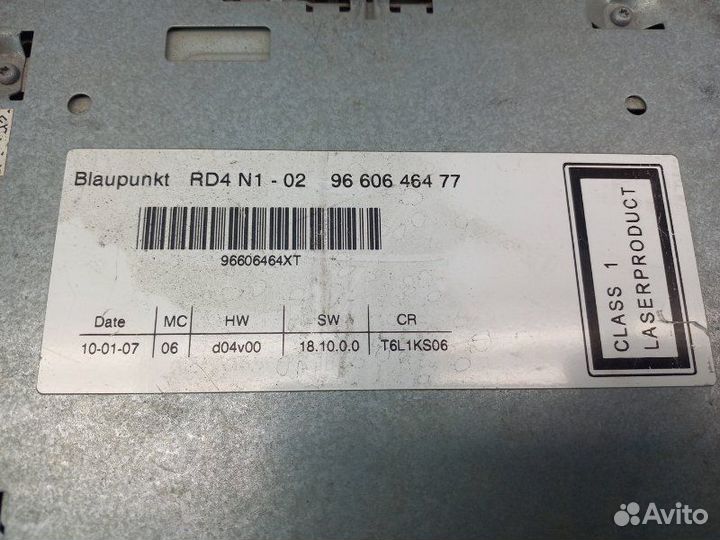 Blaupunkt RD4 N1 - 02 96 606 464 77
96606464XT
Date MC HW SW CR
10-01-07 06 d04v00 18.10.0.0 T6L1KS06
CLASS 1
LASERPRODUCT
Avito